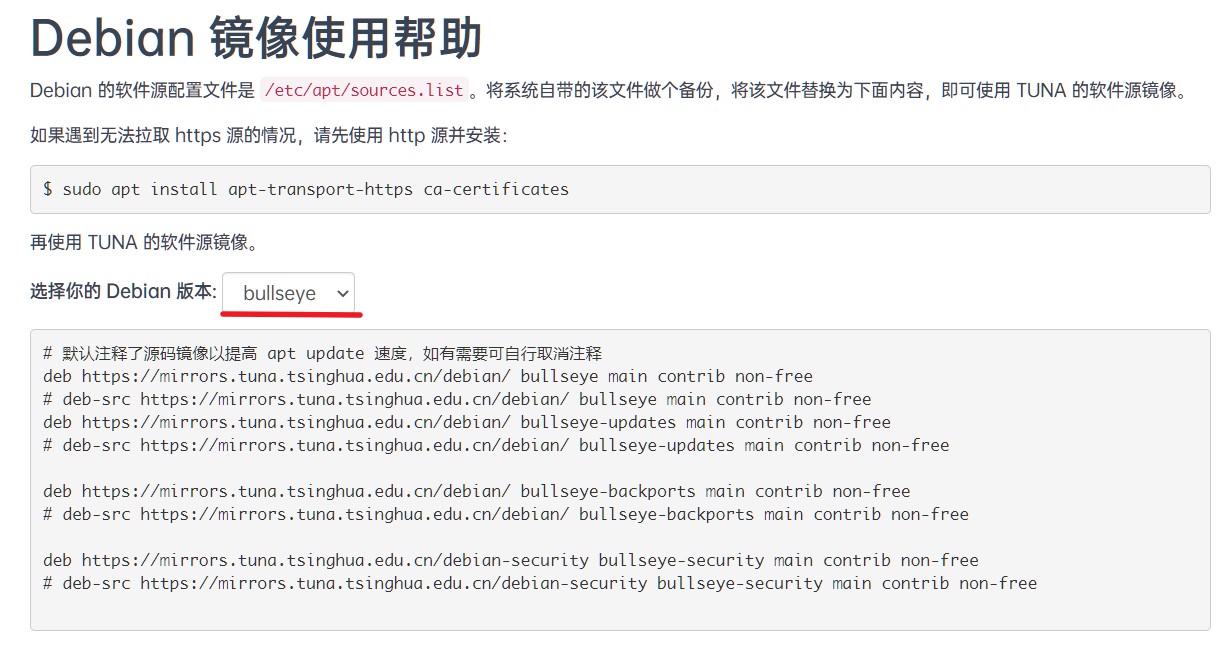 Debian 镜像使用帮助
Debian 的软件源配置文件是 /etc/apt/sources.list 。将系统自带的该文件做个备份，将该文件替换为下面内容，即可使用 TUNA 的软件源镜像。
如果遇到无法拉取 https 源的情况，请先使用 http 源并安装：
$ sudo apt install apt-transport-https ca-certificates
再使用 TUNA 的软件源镜像。
选择你的 Debian 版本: bullseye
# 默认注释了源码镜像以提高 apt update 速度，如有需要可自行取消注释
deb https://mirrors.tuna.tsinghua.edu.cn/debian/ bullseye main contrib non-free
# deb-src https://mirrors.tuna.tsinghua.edu.cn/debian/ bullseye main contrib non-free
deb https://mirrors.tuna.tsinghua.edu.cn/debian/ bullseye-updates main contrib non-free
# deb-src https://mirrors.tuna.tsinghua.edu.cn/debian/ bullseye-updates main contrib non-free
deb https://mirrors.tuna.tsinghua.edu.cn/debian/ bullseye-backports main contrib non-free
# deb-src https://mirrors.tuna.tsinghua.edu.cn/debian/ bullseye-backports main contrib non-free
deb https://mirrors.tuna.tsinghua.edu.cn/debian-security bullseye-security main contrib non-free
# deb-src https://mirrors.tuna.tsinghua.edu.cn/debian-security bullseye-security main contrib non-free